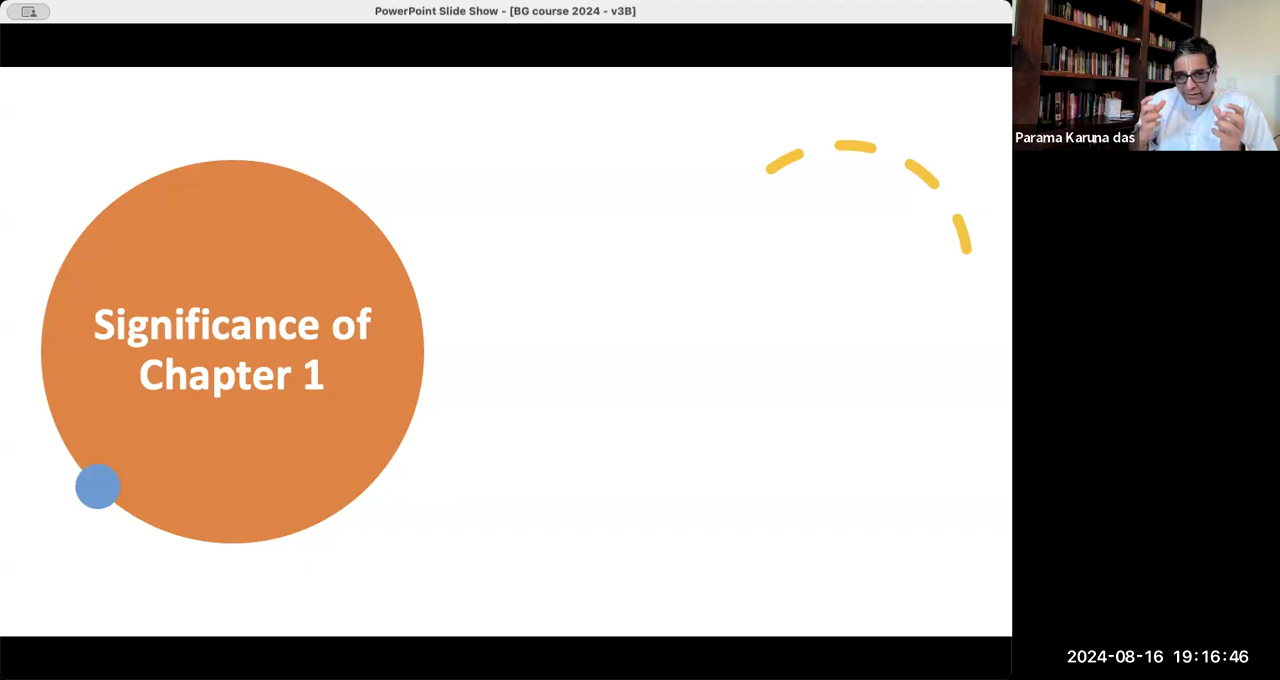 PowerPoint Slide Show - [BG course 2024 - v3B]
Parama Karuna das
Significance of
Chapter 1
2024-08-16 19:16:46